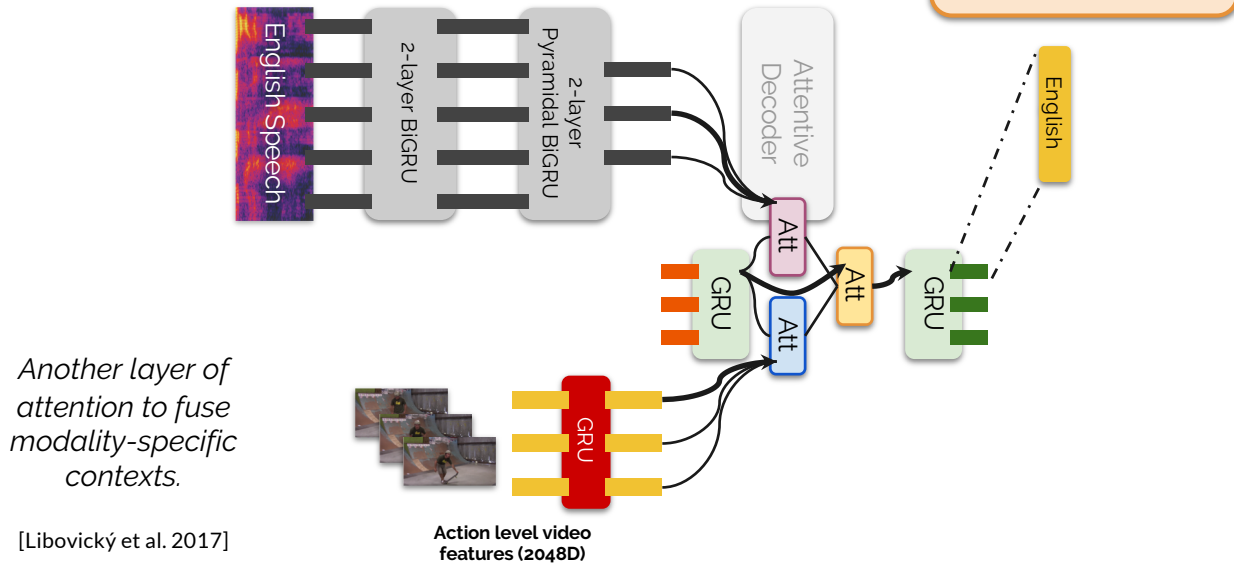 English Speech
2-layer BiGRU
2-layer
Pyramidal BiGRU
Attentive
Decoder
English
Att
GRU
Att
GRU
Att
GRU
Another layer of
attention to fuse
modality-specific
contexts.
[Libovický et al. 2017]
Action level video
features (2048D)